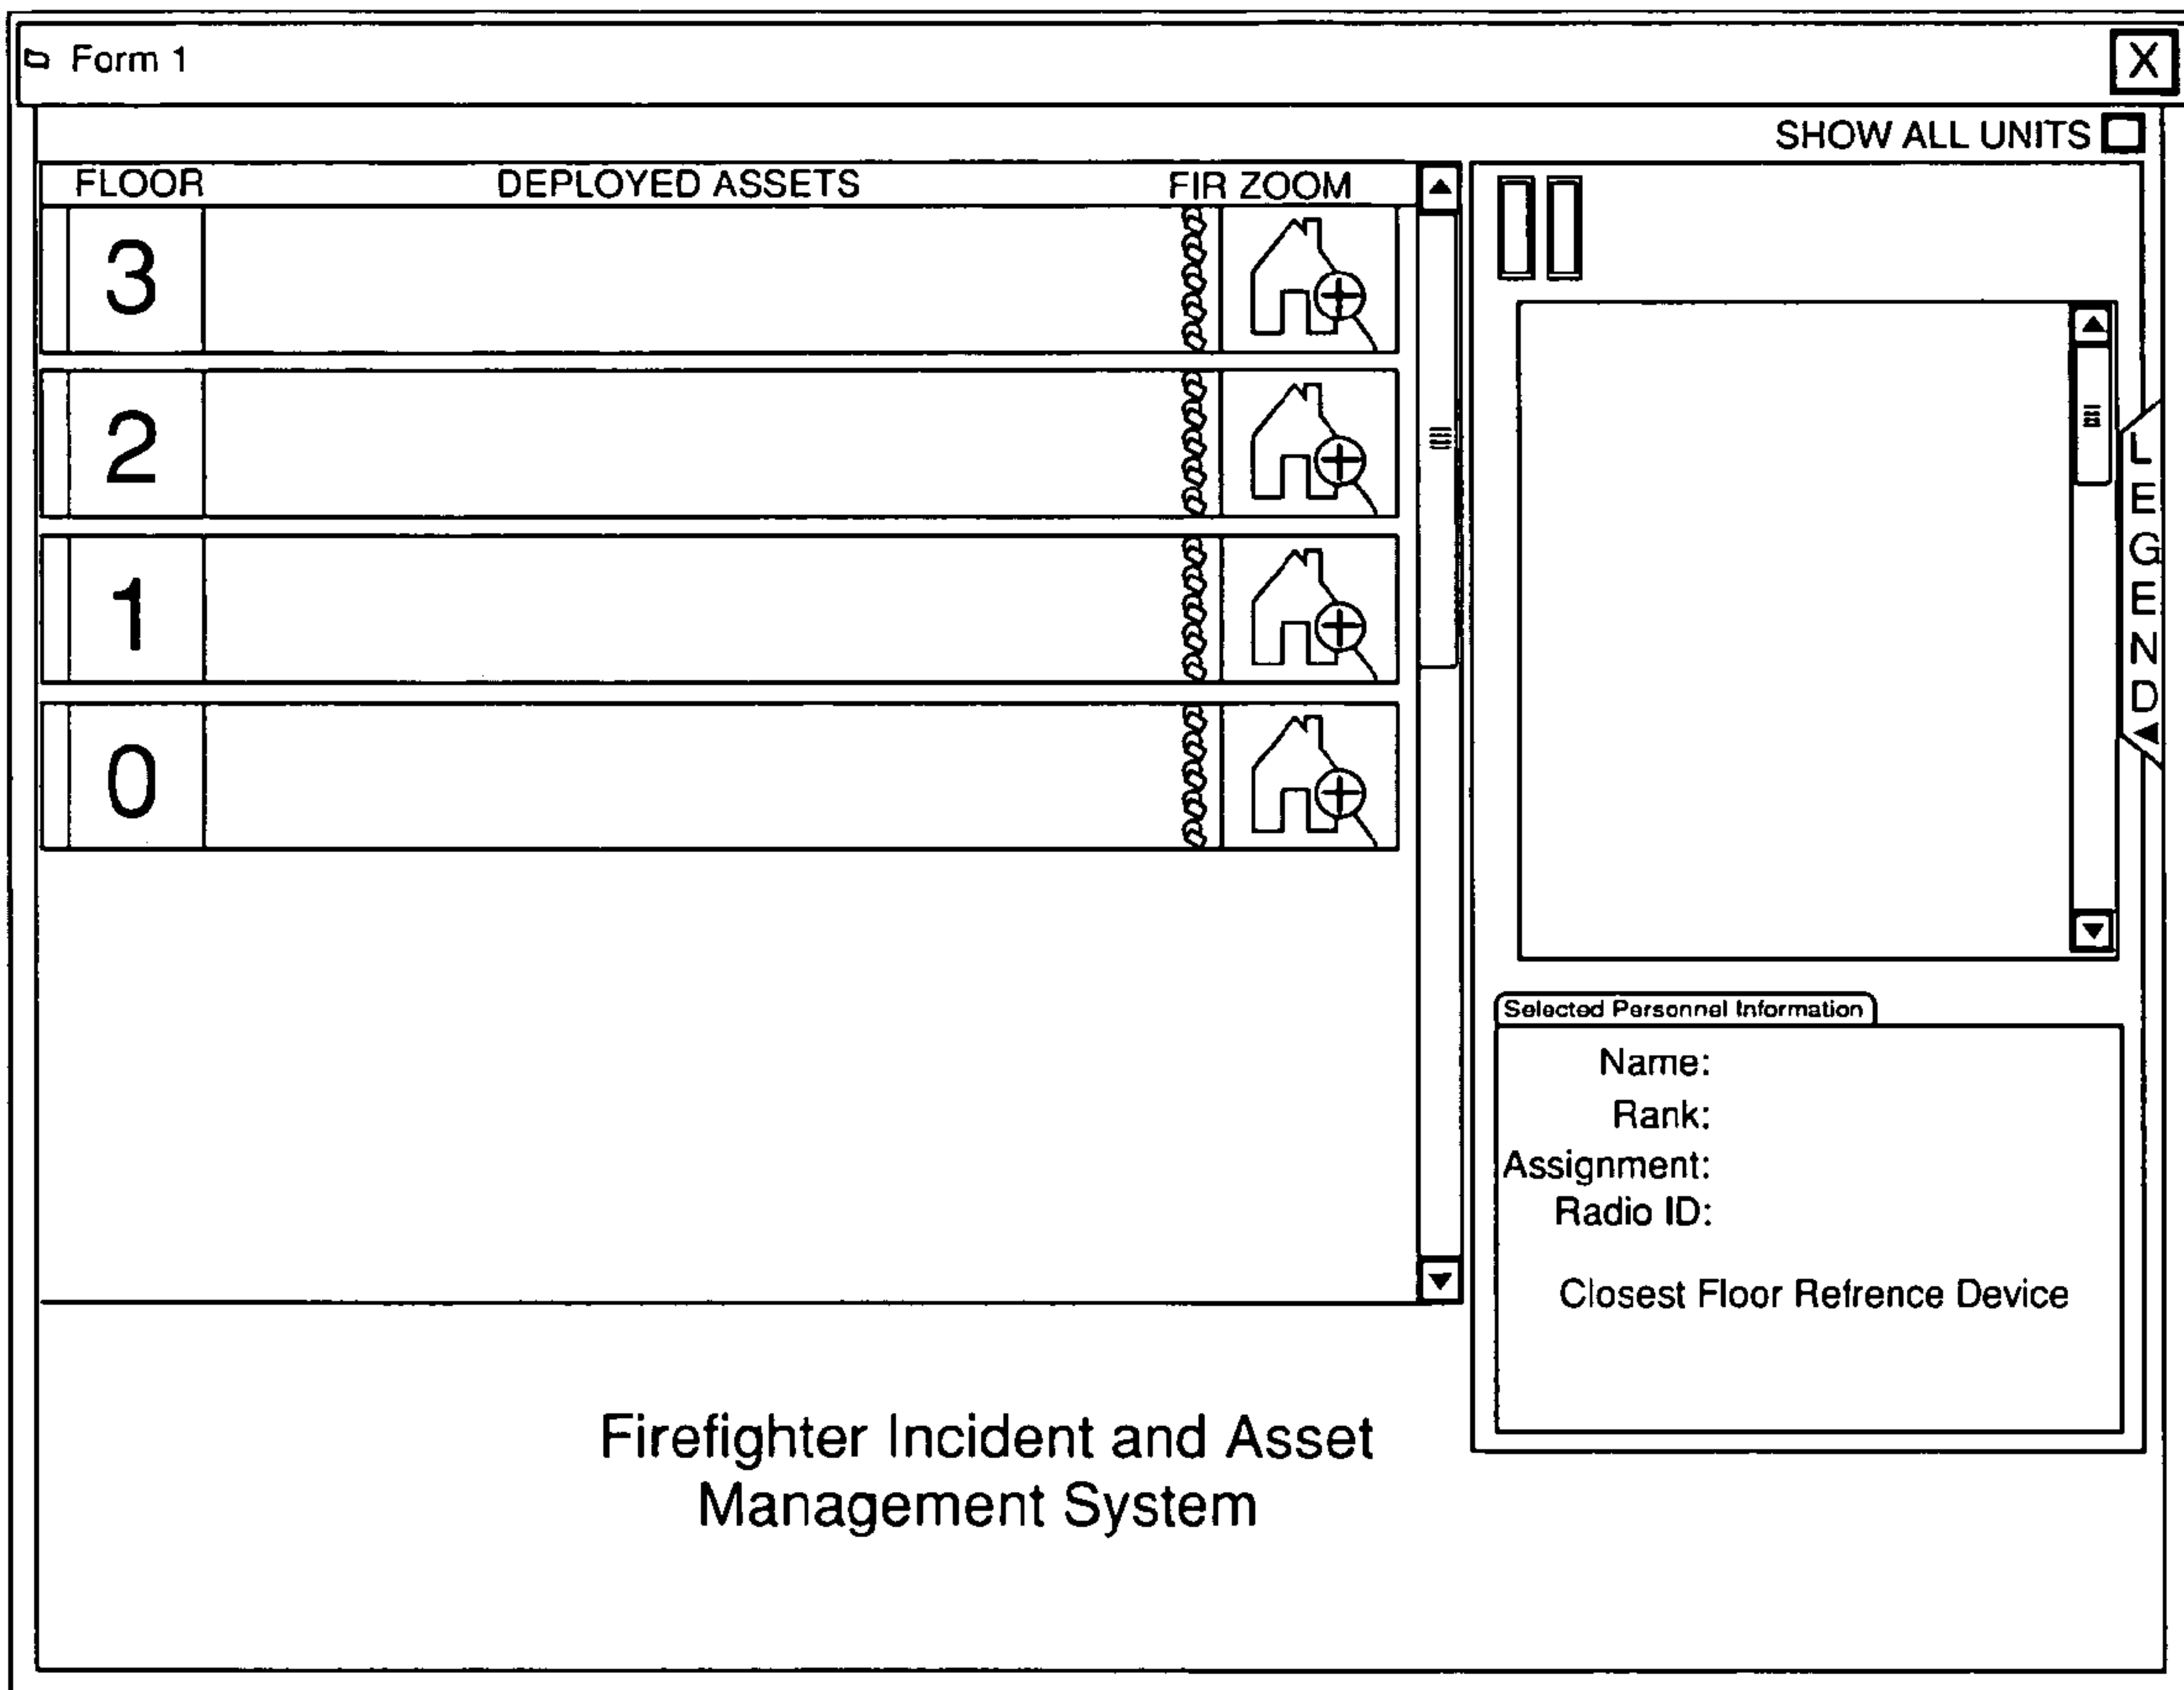 Form 1
X
SHOW ALL UNITS
FLOOR DEPLOYED ASSETS FIR ZOOM
3
2
1
0
LEGEND
Selected Personnel Information
Name:
Rank:
Assignment:
Radio ID:
Closest Floor Refrence Device
Firefighter Incident and Asset
Management System